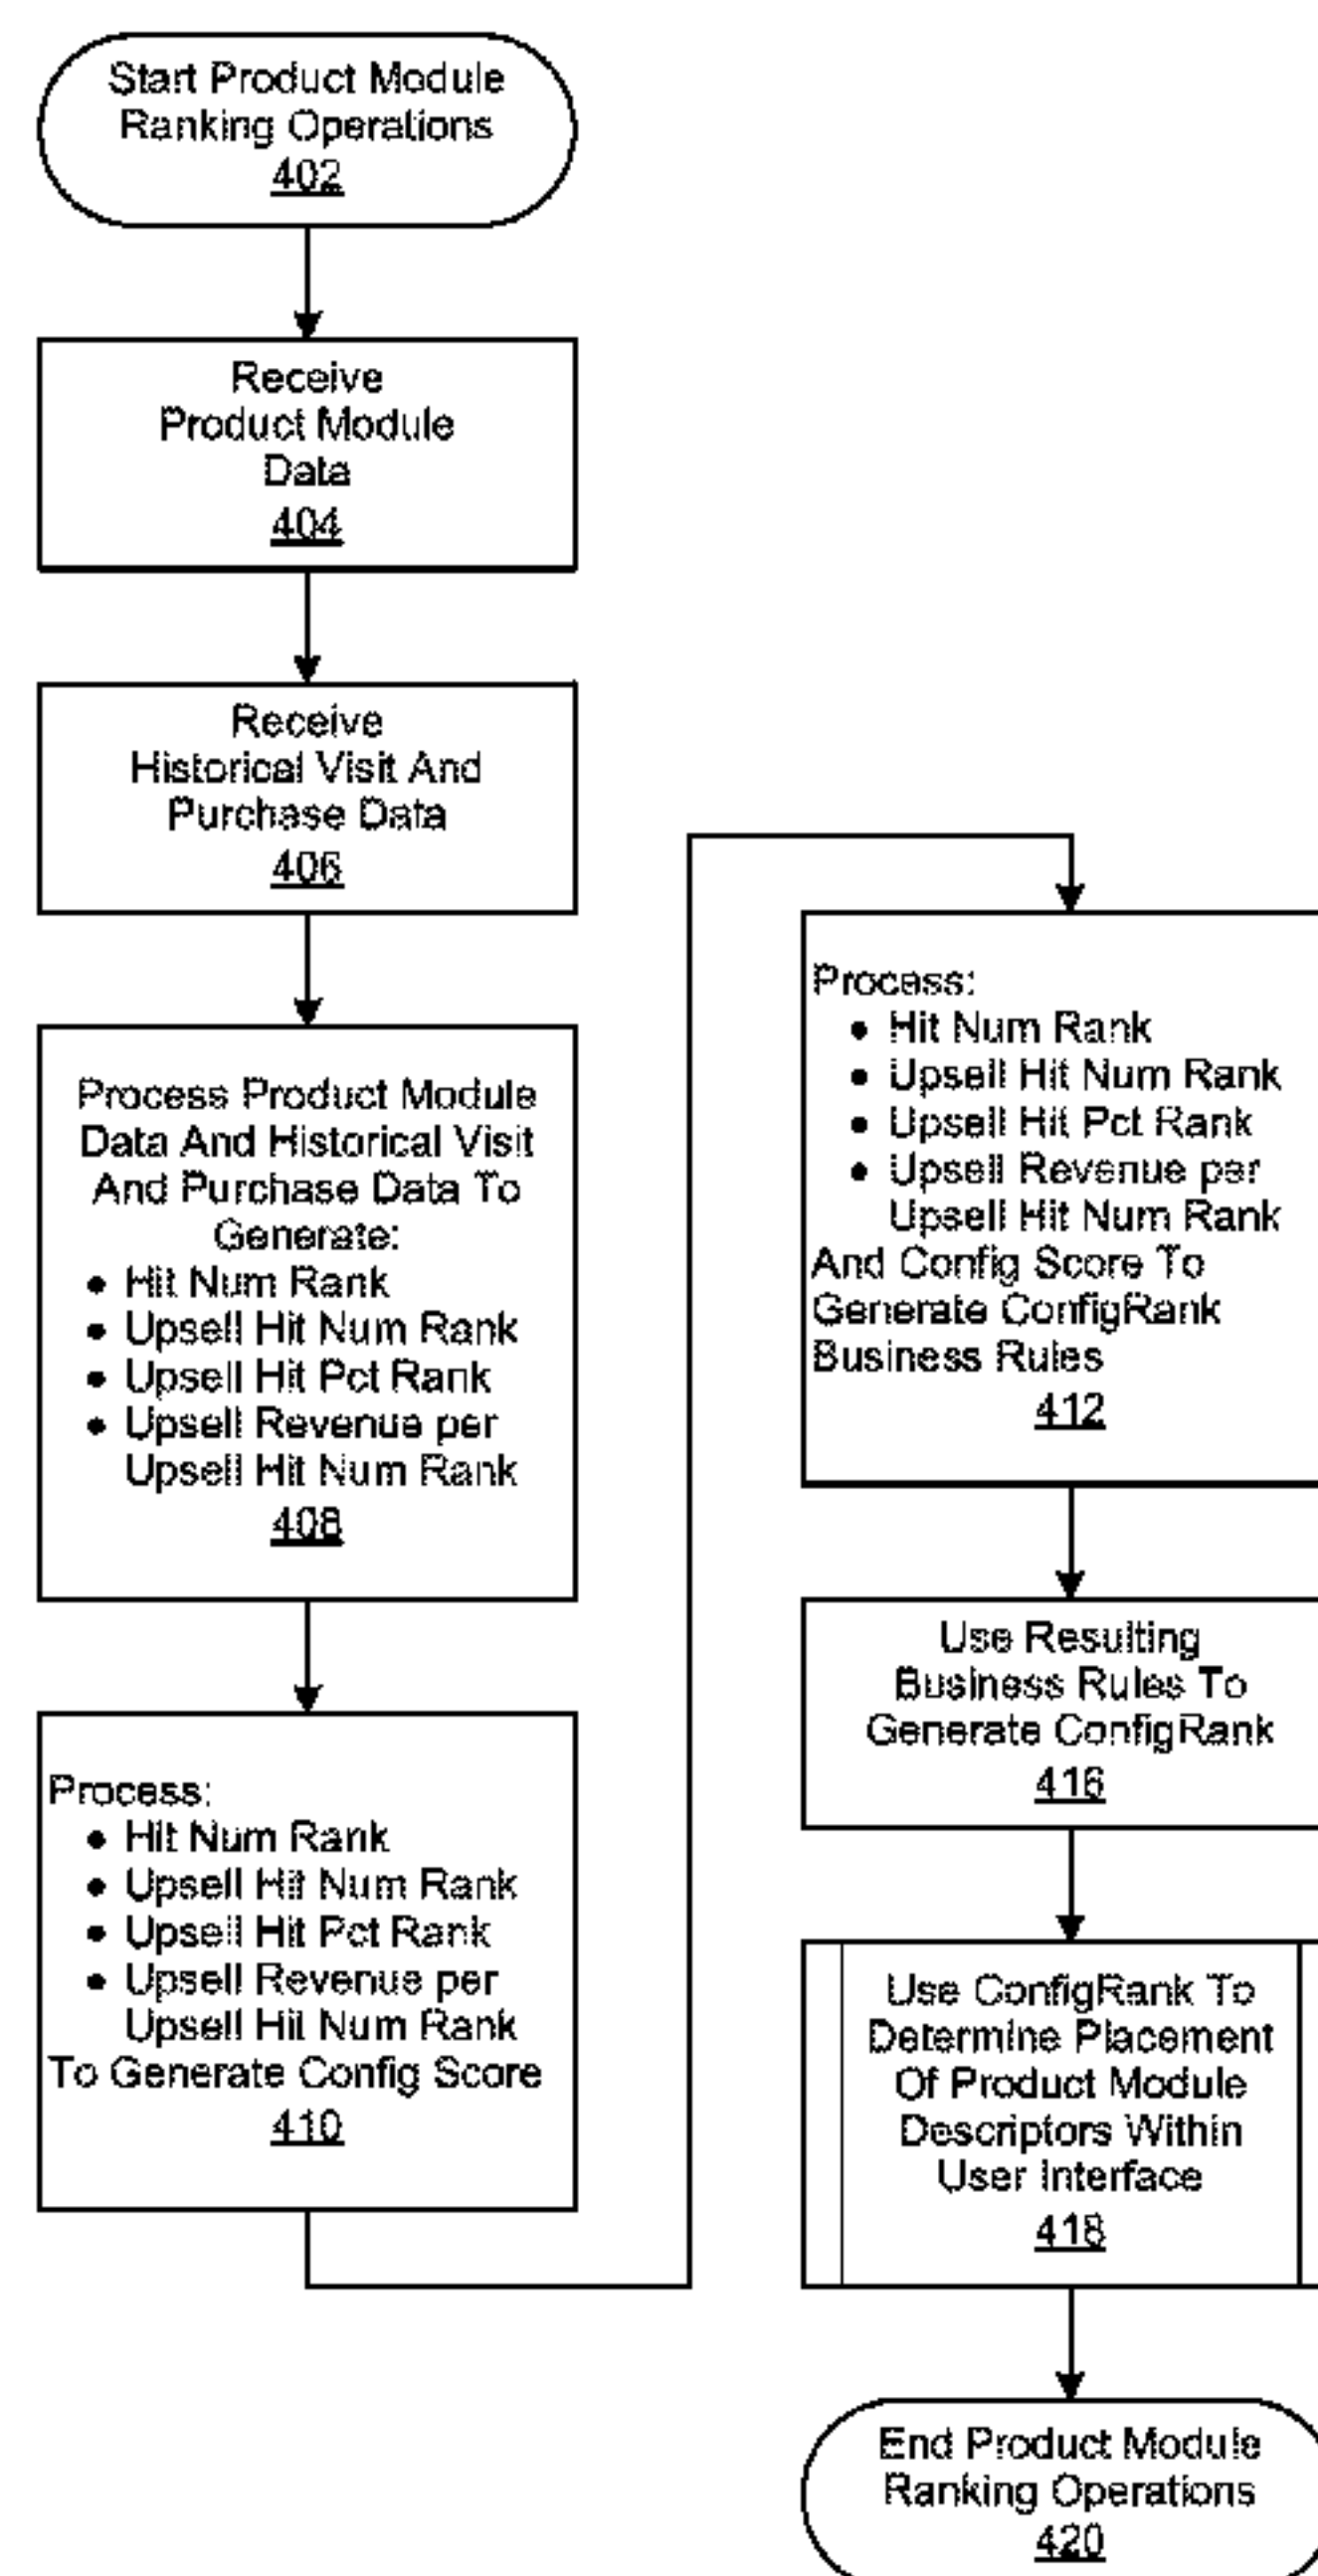 Start Product Module
Ranking Operations
402
Receive
Product Module
Data
404
Receive
Historical Visit And
Purchase Data
406
Process Product Module
Data And Historical Visit
And Purchase Data To
Generate:
• Hit Num Rank
• Upsell Hit Num Rank
• Upsell Hit Pct Rank
• Upsell Revenue per
Upsell Hit Num Rank
408
Process:
• Hit Num Rank
• Upsell Hit Num Rank
• Upsell Hit Pct Rank
• Upsell Revenue per
Upsell Hit Num Rank
To Generate Config Score
410
Process:
• Hit Num Rank
• Upsell Hit Num Rank
• Upsell Hit Pct Rank
• Upsell Revenue per
Upsell Hit Num Rank
And Config Score To
Generate ConfigRank
Business Rules
412
Use Resulting
Business Rules To
Generate ConfigRank
416
Use ConfigRank To
Determine Placement
Of Product Module
Descriptors Within
User Interface
418
End Product Module
Ranking Operations
420